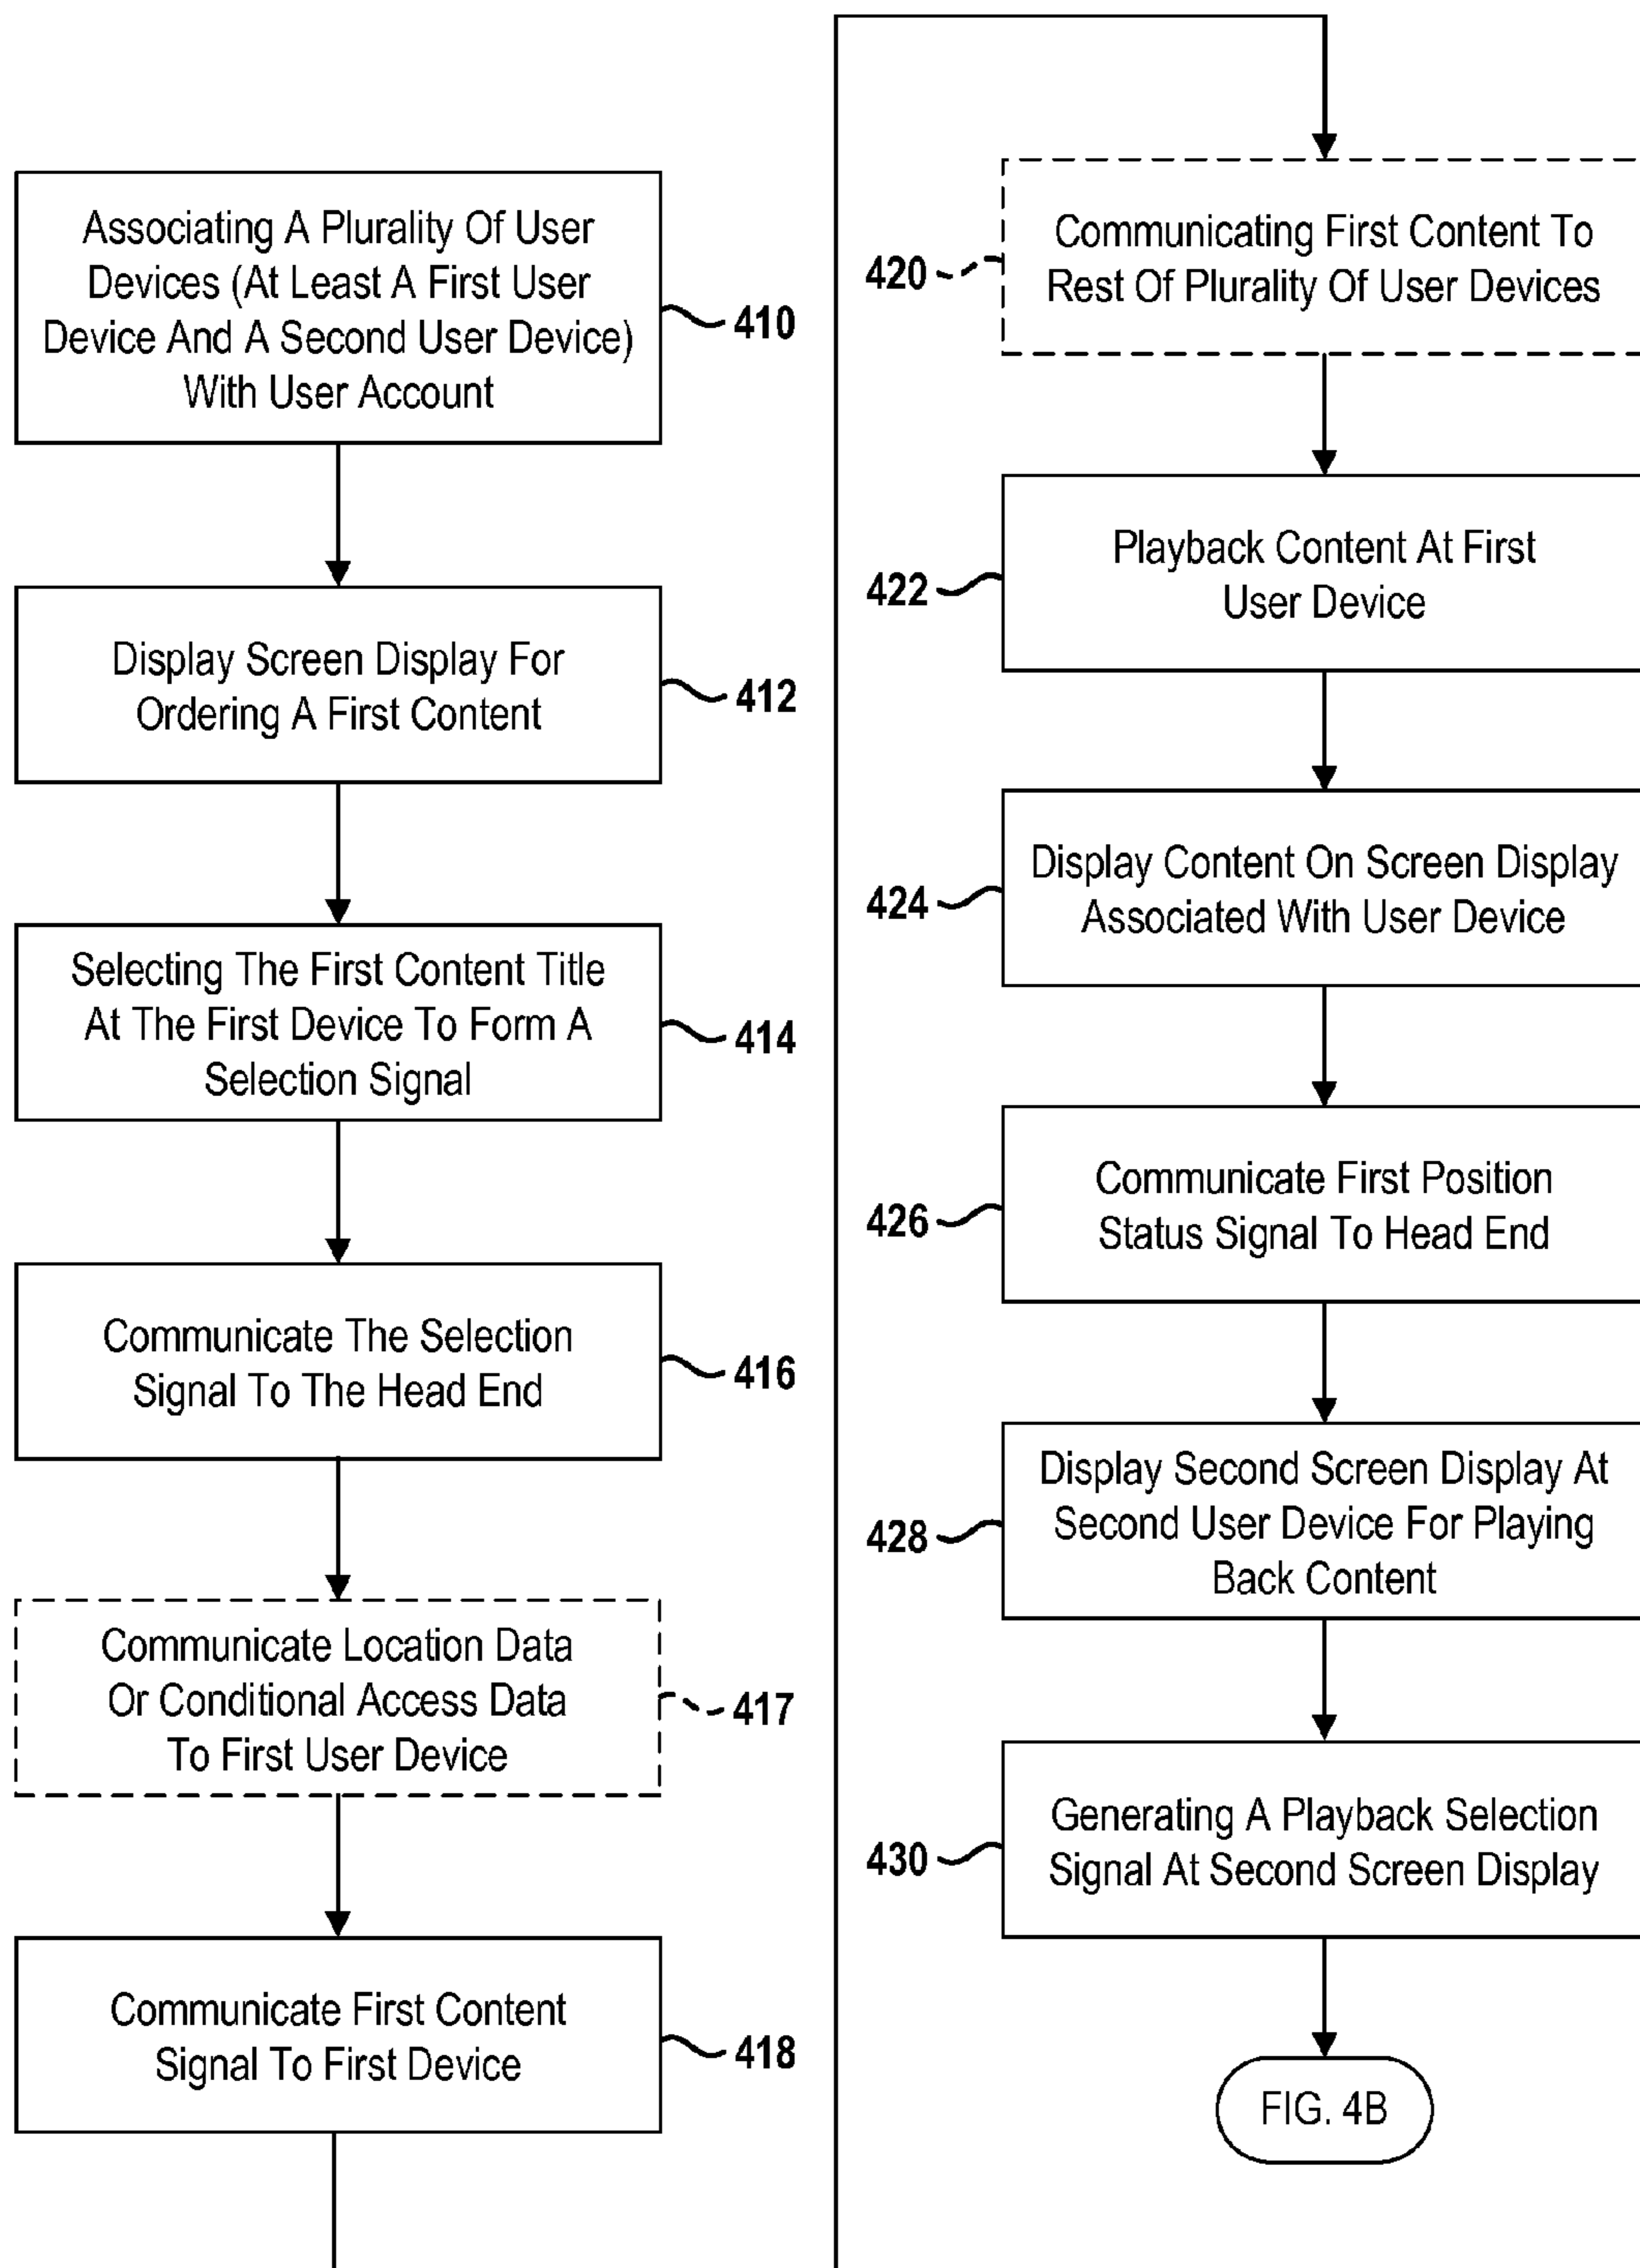 Associating A Plurality Of User
Devices (At Least A First User
Device And A Second User Device)
With User Account
410
Display Screen Display For
Ordering A First Content
412
Selecting The First Content Title
At The First Device To Form A
Selection Signal
414
Communicate The Selection
Signal To The Head End
416
Communicate Location Data
Or Conditional Access Data
To First User Device
417
Communicate First Content
Signal To First Device
418
Communicating First Content To
Rest Of Plurality Of User Devices
420
Playback Content At First
User Device
422
Display Content On Screen Display
Associated With User Device
424
Communicate First Position
Status Signal To Head End
426
Display Second Screen Display At
Second User Device For Playing
Back Content
428
Generating A Playback Selection
Signal At Second Screen Display
430
FIG. 4B